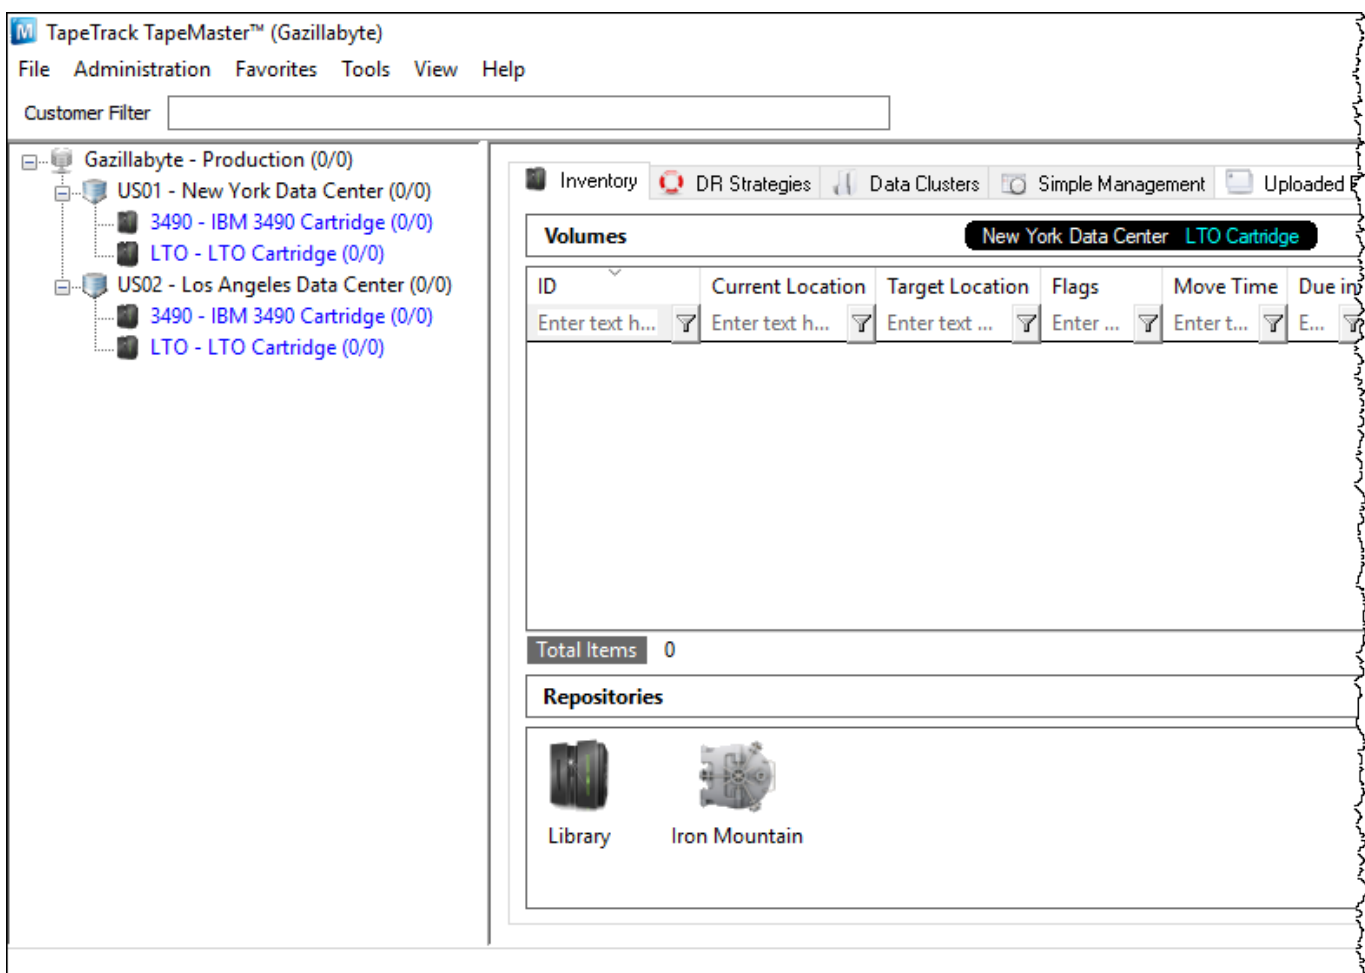 TapeTrack TapeMaster™ (Gazillabyte)
File Administration Favorites Tools View Help
Customer Filter
Gazillabyte - Production (0/0)
US01 - New York Data Center (0/0)
3490 - IBM 3490 Cartridge (0/0)
LTO - LTO Cartridge (0/0)
US02 - Los Angeles Data Center (0/0)
3490 - IBM 3490 Cartridge (0/0)
LTO - LTO Cartridge (0/0)
Inventory DR Strategies Data Clusters Simple Management Uploaded
Volumes New York Data Center LTO Cartridge
ID Current Location Target Location Flags Move Time Due in
Enter text h... Enter text h... Enter text ... Enter ... Enter t... E...
Total Items 0
Repositories
Library Iron Mountain